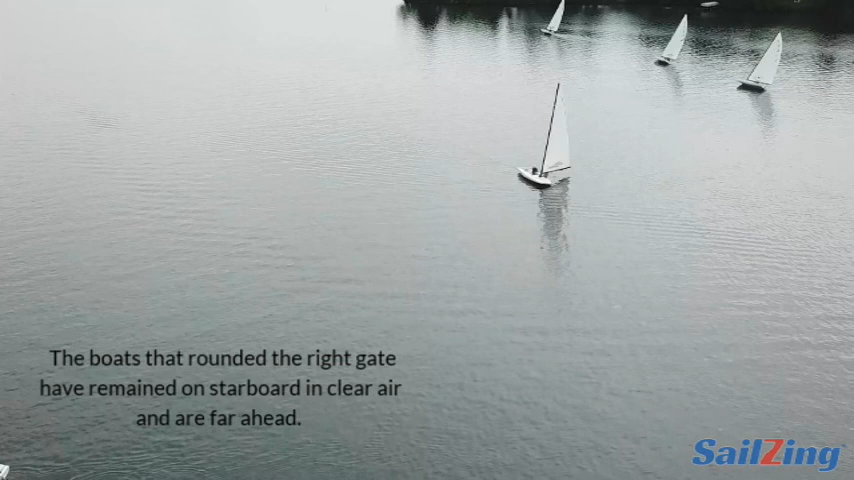 The boats that rounded the right gate
have remained on starboard in clear air
and are far ahead.
SailZing